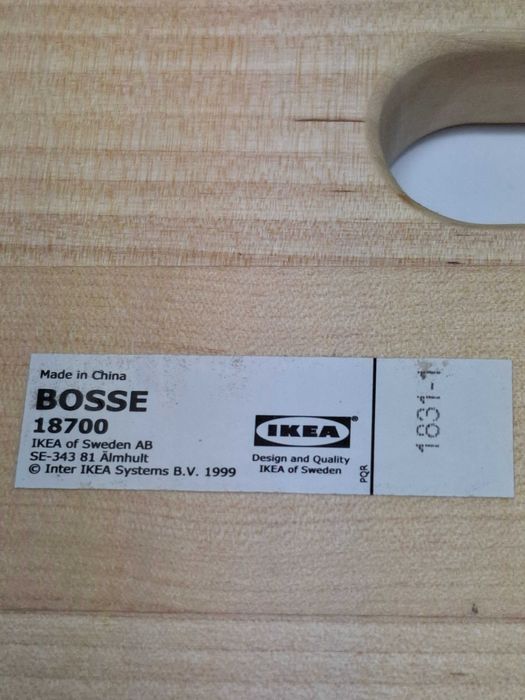 Made in China
BOSSE
18700
IKEA of Sweden AB
SE-343 81 Älmhult
© Inter IKEA Systems B.V. 1999
IKEA®
Design and Quality
IKEA of Sweden
PQR
1831-1